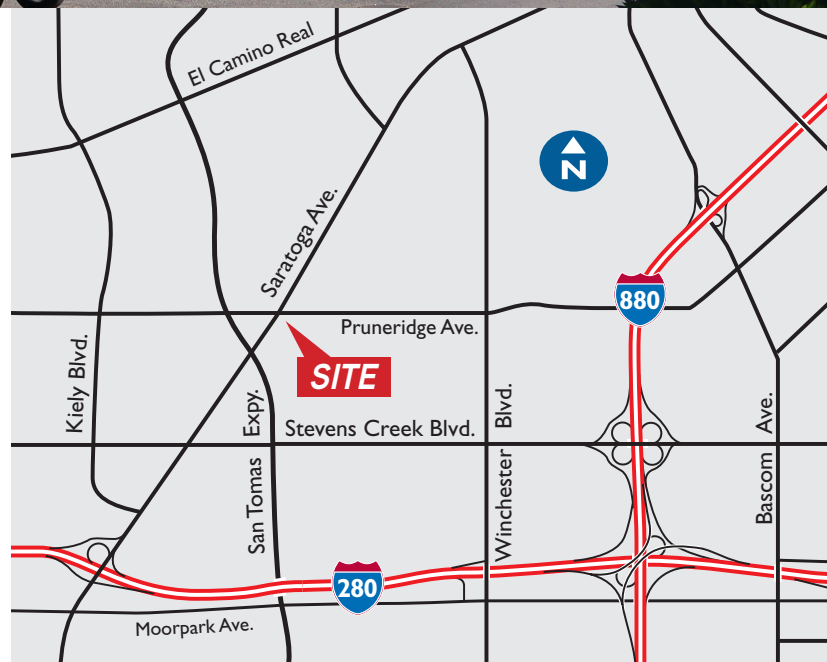 El Camino Real
N
Saratoga Ave.
880
Pruneridge Ave.
SITE
Kiely Blvd.
San Tomas Expy.
Stevens Creek Blvd.
Winchester Blvd.
Bascom Ave.
280
Moorpark Ave.